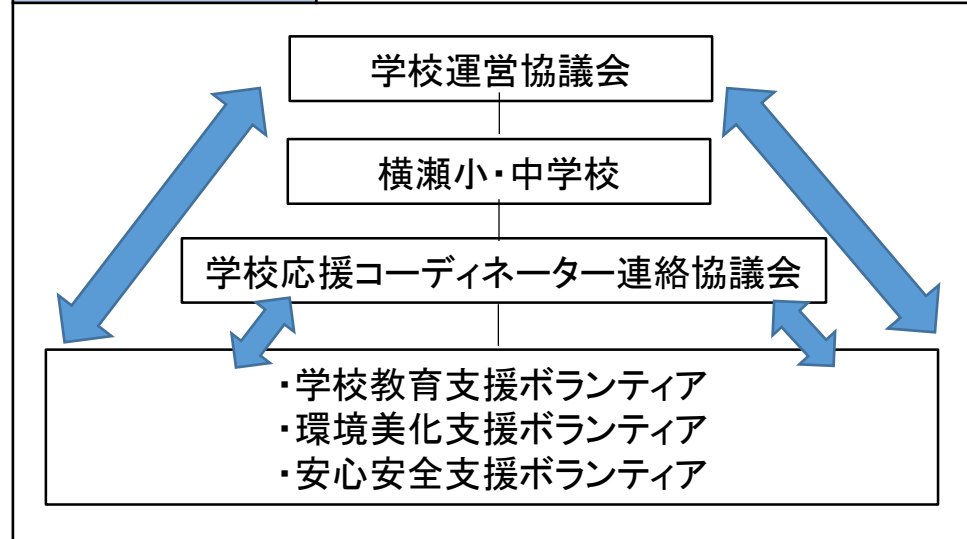 学校運営協議会
横瀬小・中学校
学校応援コーディネーター連絡協議会
・学校教育支援ボランティア
・環境美化支援ボランティア
・安心安全支援ボランティア